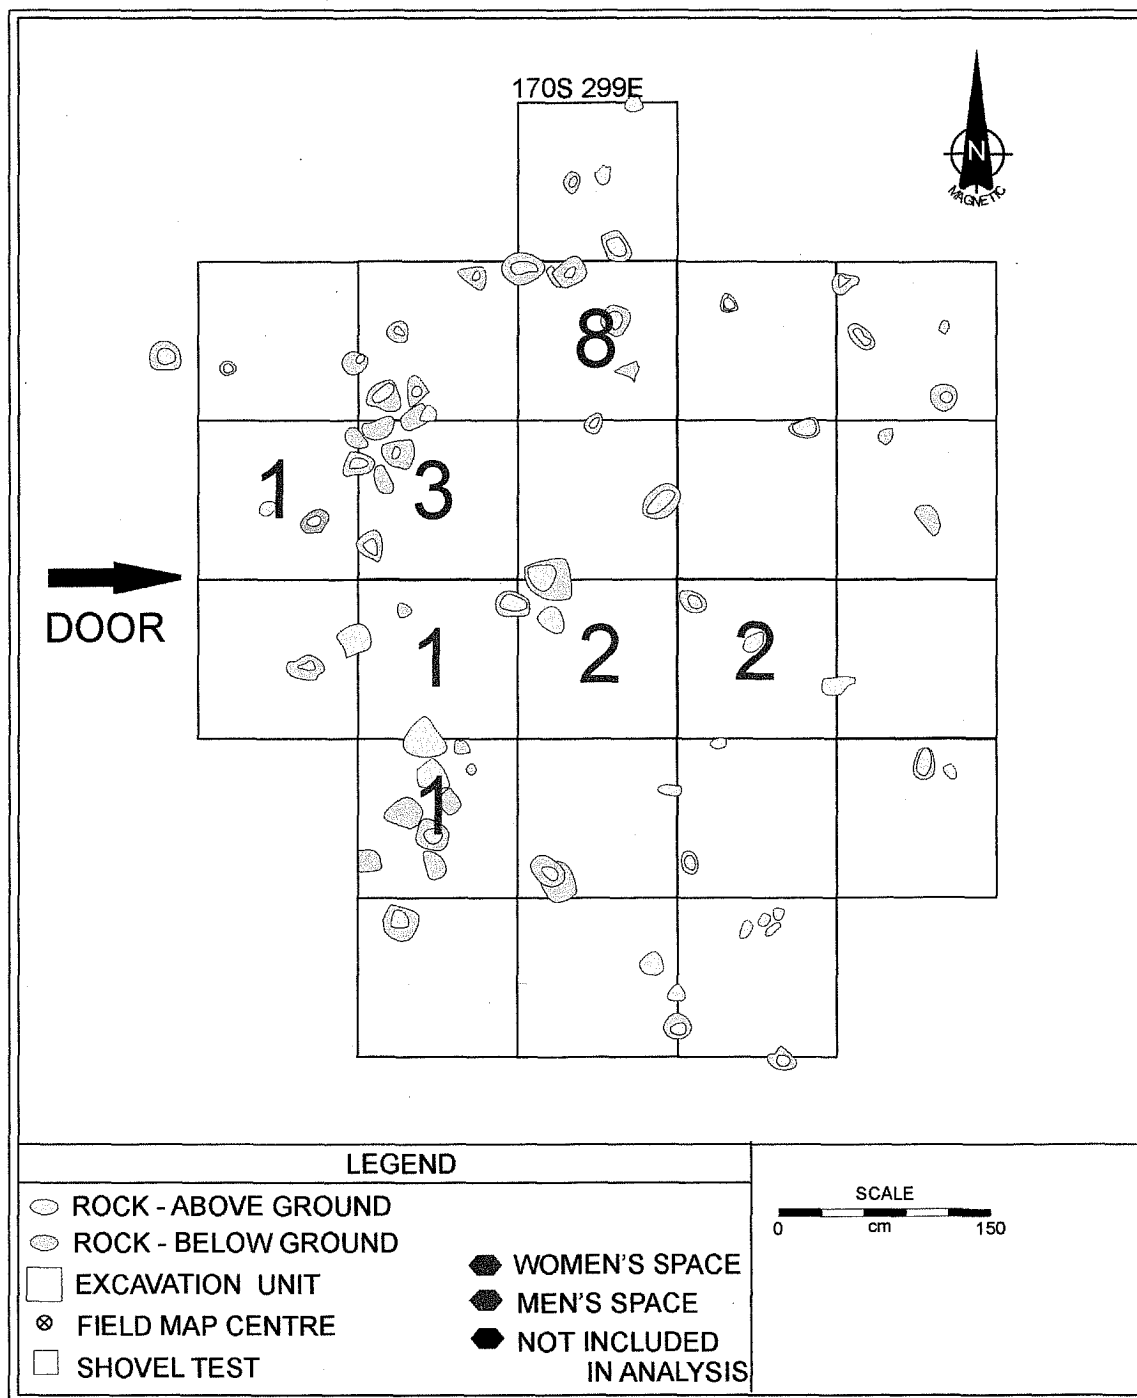 170S 299E
N
MAGNETIC
8
1
3
DOOR
1
2
2
1
LEGEND
ROCK - ABOVE GROUND
ROCK - BELOW GROUND
EXCAVATION UNIT
FIELD MAP CENTRE
SHOVEL TEST
WOMEN'S SPACE
MEN'S SPACE
NOT INCLUDED
IN ANALYSIS
SCALE
0 cm 150